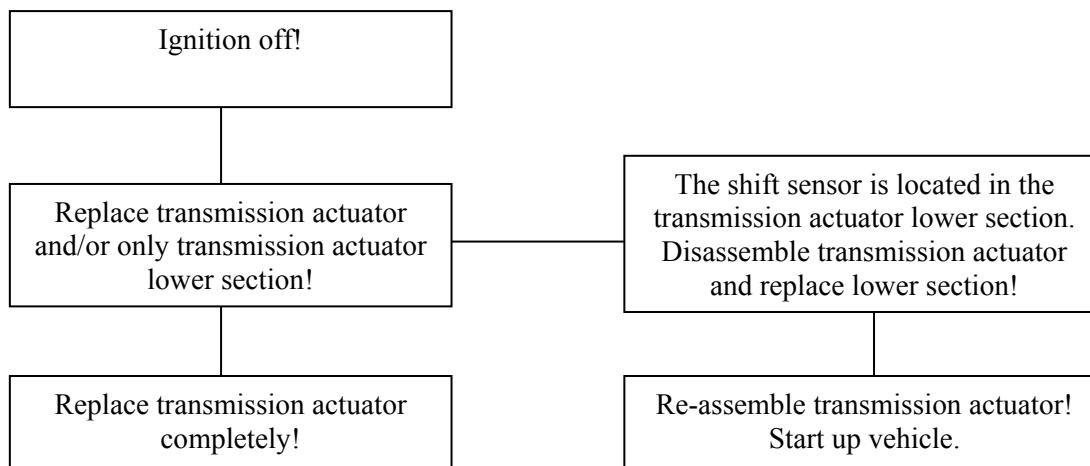 Ignition off!
Replace transmission actuator
and/or only transmission actuator
lower section!
The shift sensor is located in the
transmission actuator lower section.
Disassemble transmission actuator
and replace lower section!
Replace transmission actuator
completely!
Re-assemble transmission actuator!
Start up vehicle.